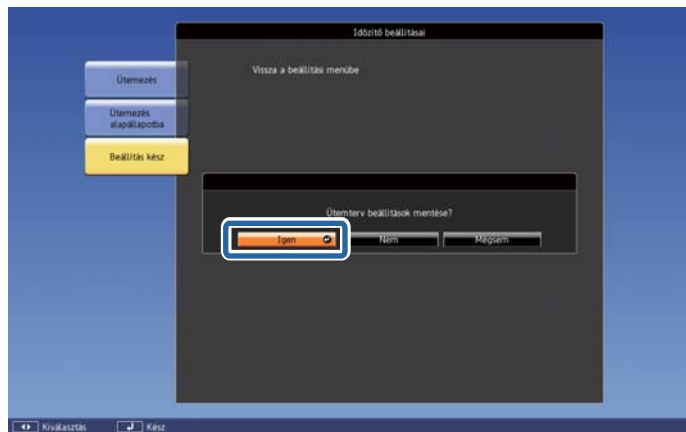 Időzítő beállításai
Ütemezés
Ütemezés
alapállapotba
Beállítás kész
Vissza a beállítási menübe
Ütemterv beállítások mentése?
Igen Nem Mégsem
Kiválasztás Kész